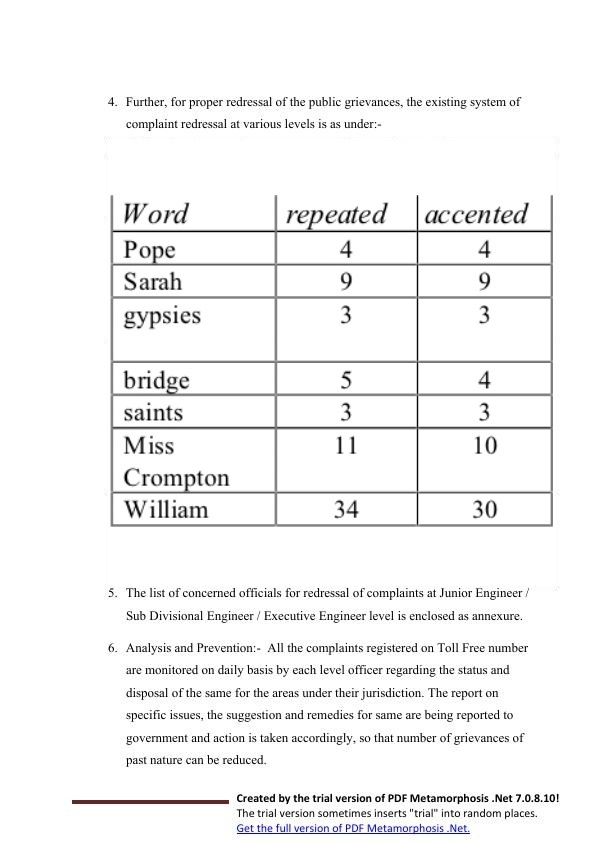 4. Further, for proper redressal of the public grievances, the existing system of
complaint redressal at various levels is as under:-
Word repeated accented
Pope 4 4
Sarah 9 9
gypsies 3 3
bridge 5 4
saints 3 3
Miss 11 10
Crompton
William 34 30
5. The list of concerned officials for redressal of complaints at Junior Engineer /
Sub Divisional Engineer / Executive Engineer level is enclosed as annexure.
6. Analysis and Prevention:- All the complaints registered on Toll Free number
are monitored on daily basis by each level officer regarding the status and
disposal of the same for the areas under their jurisdiction. The report on
specific issues, the suggestion and remedies for same are being reported to
government and action is taken accordingly, so that number of grievances of
past nature can be reduced.
Created by the trial version of PDF Metamorphosis .Net 7.0.8.10!
The trial version sometimes inserts "trial" into random places.
Get the full version of PDF Metamorphosis .Net.